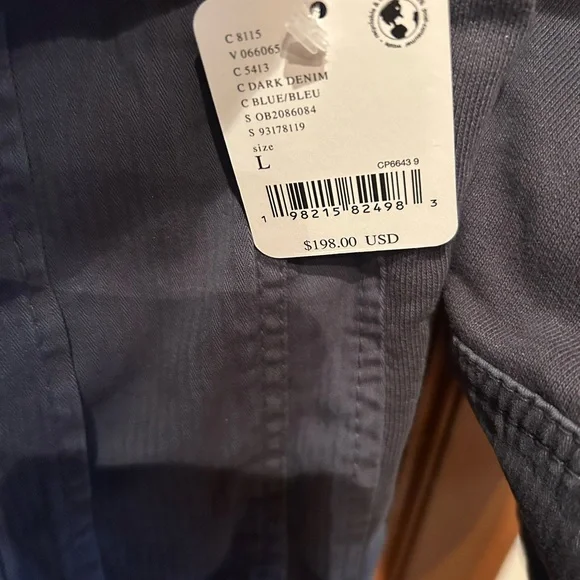 C 8115
V 066065
C 5413
C DARK DENIM
C BLUE/BLEU
S OB2086084
S 93178119
size
L
CP6643 9
1 98215 82498 3
$198.00 USD